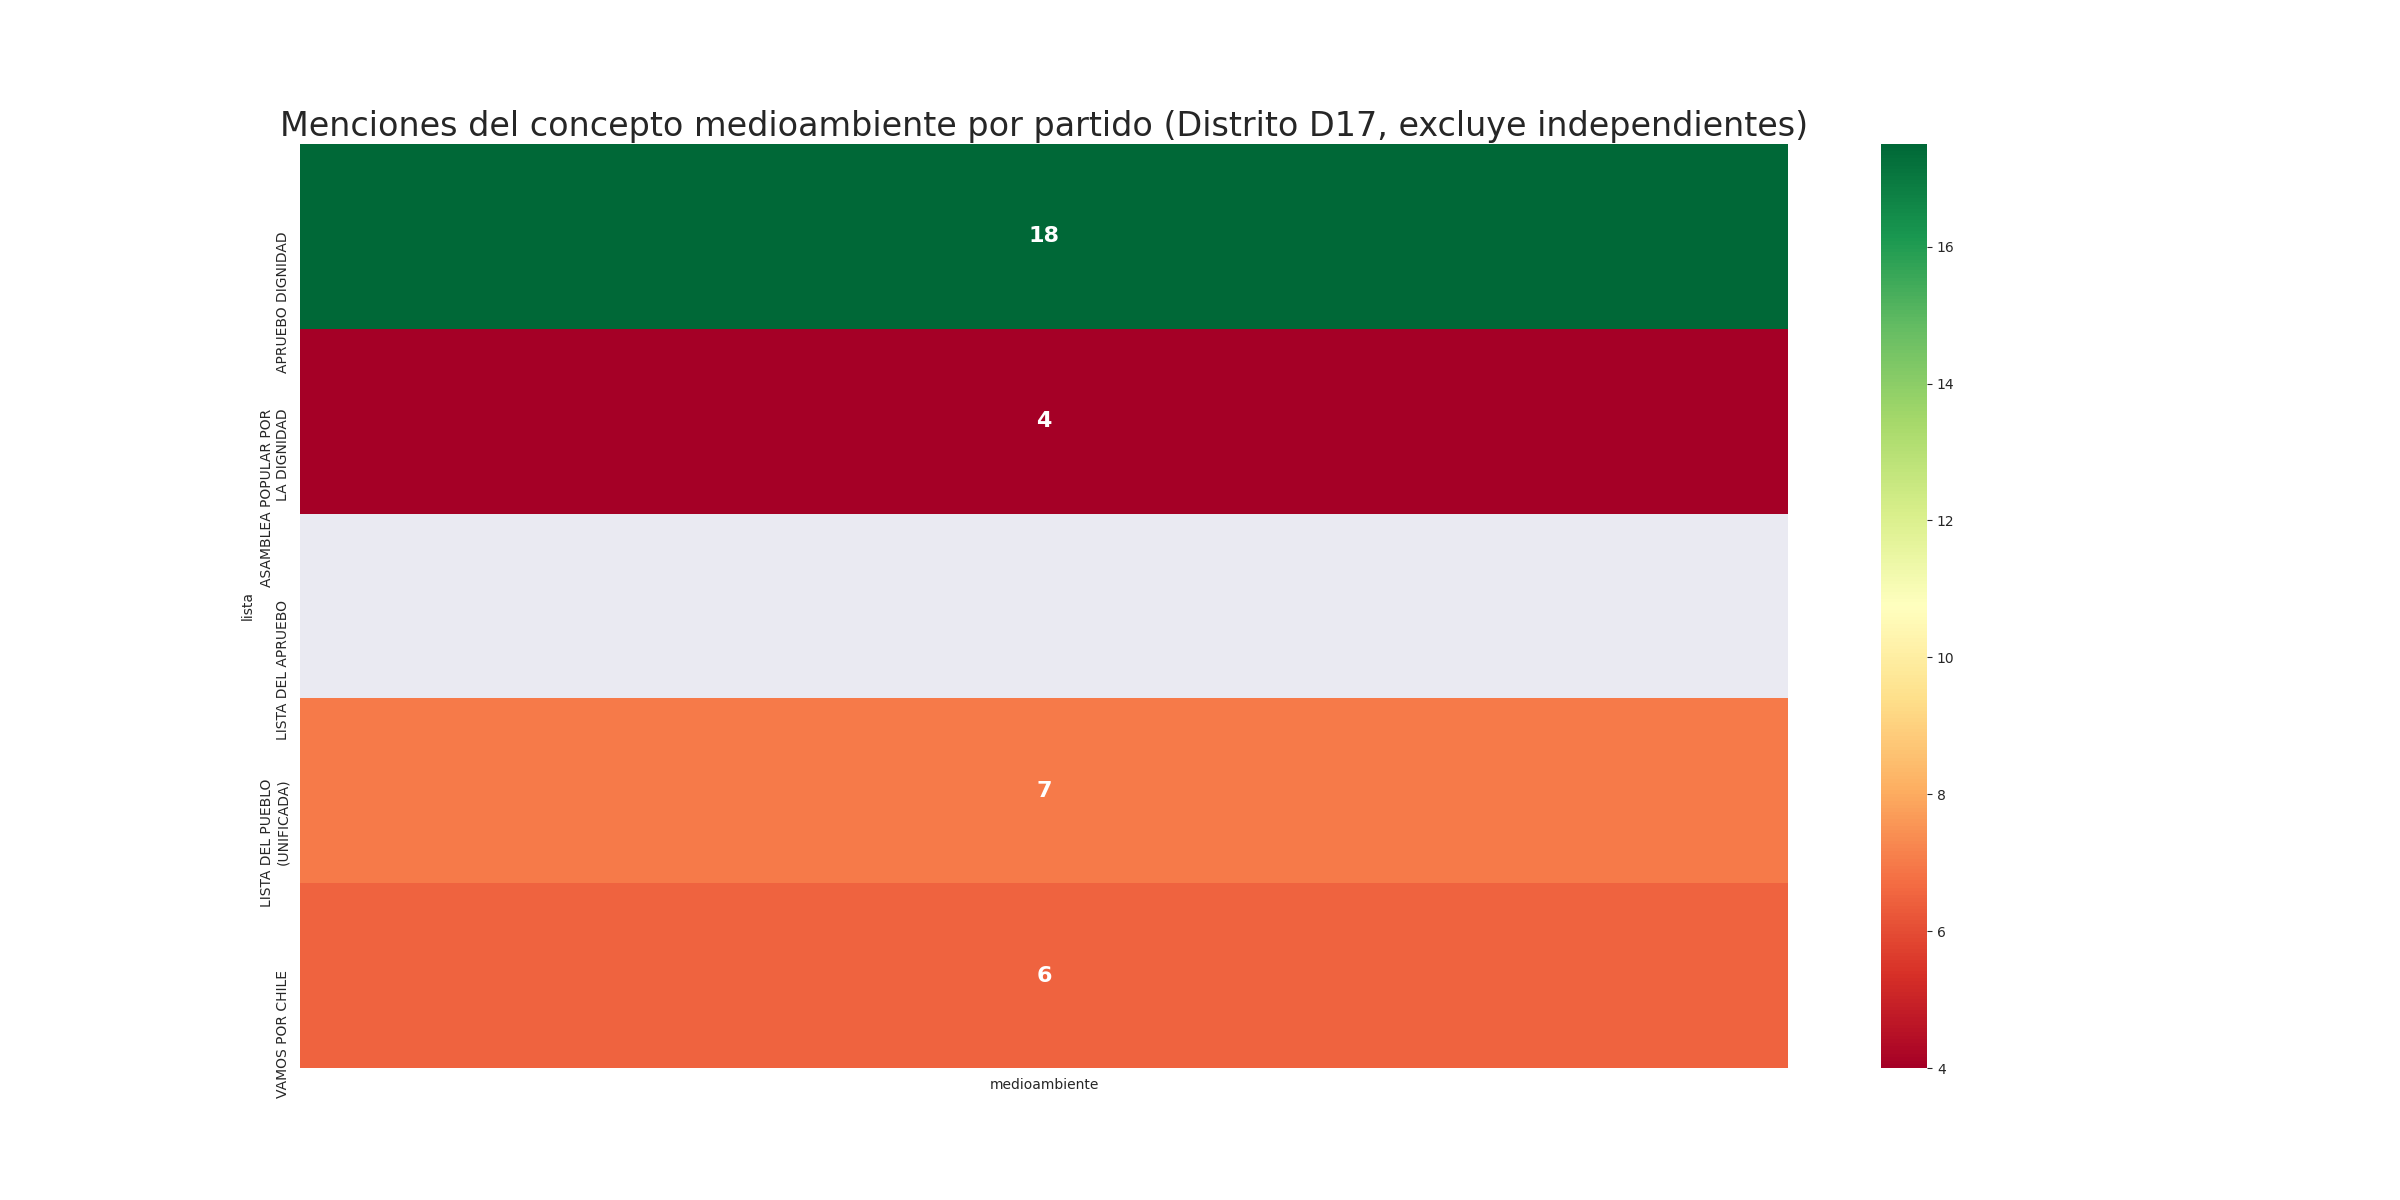 Menciones del concepto medioambiente por partido (Distrito D17, excluye independientes)
lista
APRUEBO DIGNIDAD
18
ASAMBLEA POPULAR POR
LA DIGNIDAD
4
LISTA DEL APRUEBO
LISTA DEL PUEBLO
(UNIFICADA)
7
VAMOS POR CHILE
6
medioambiente
16
14
12
10
8
6
4